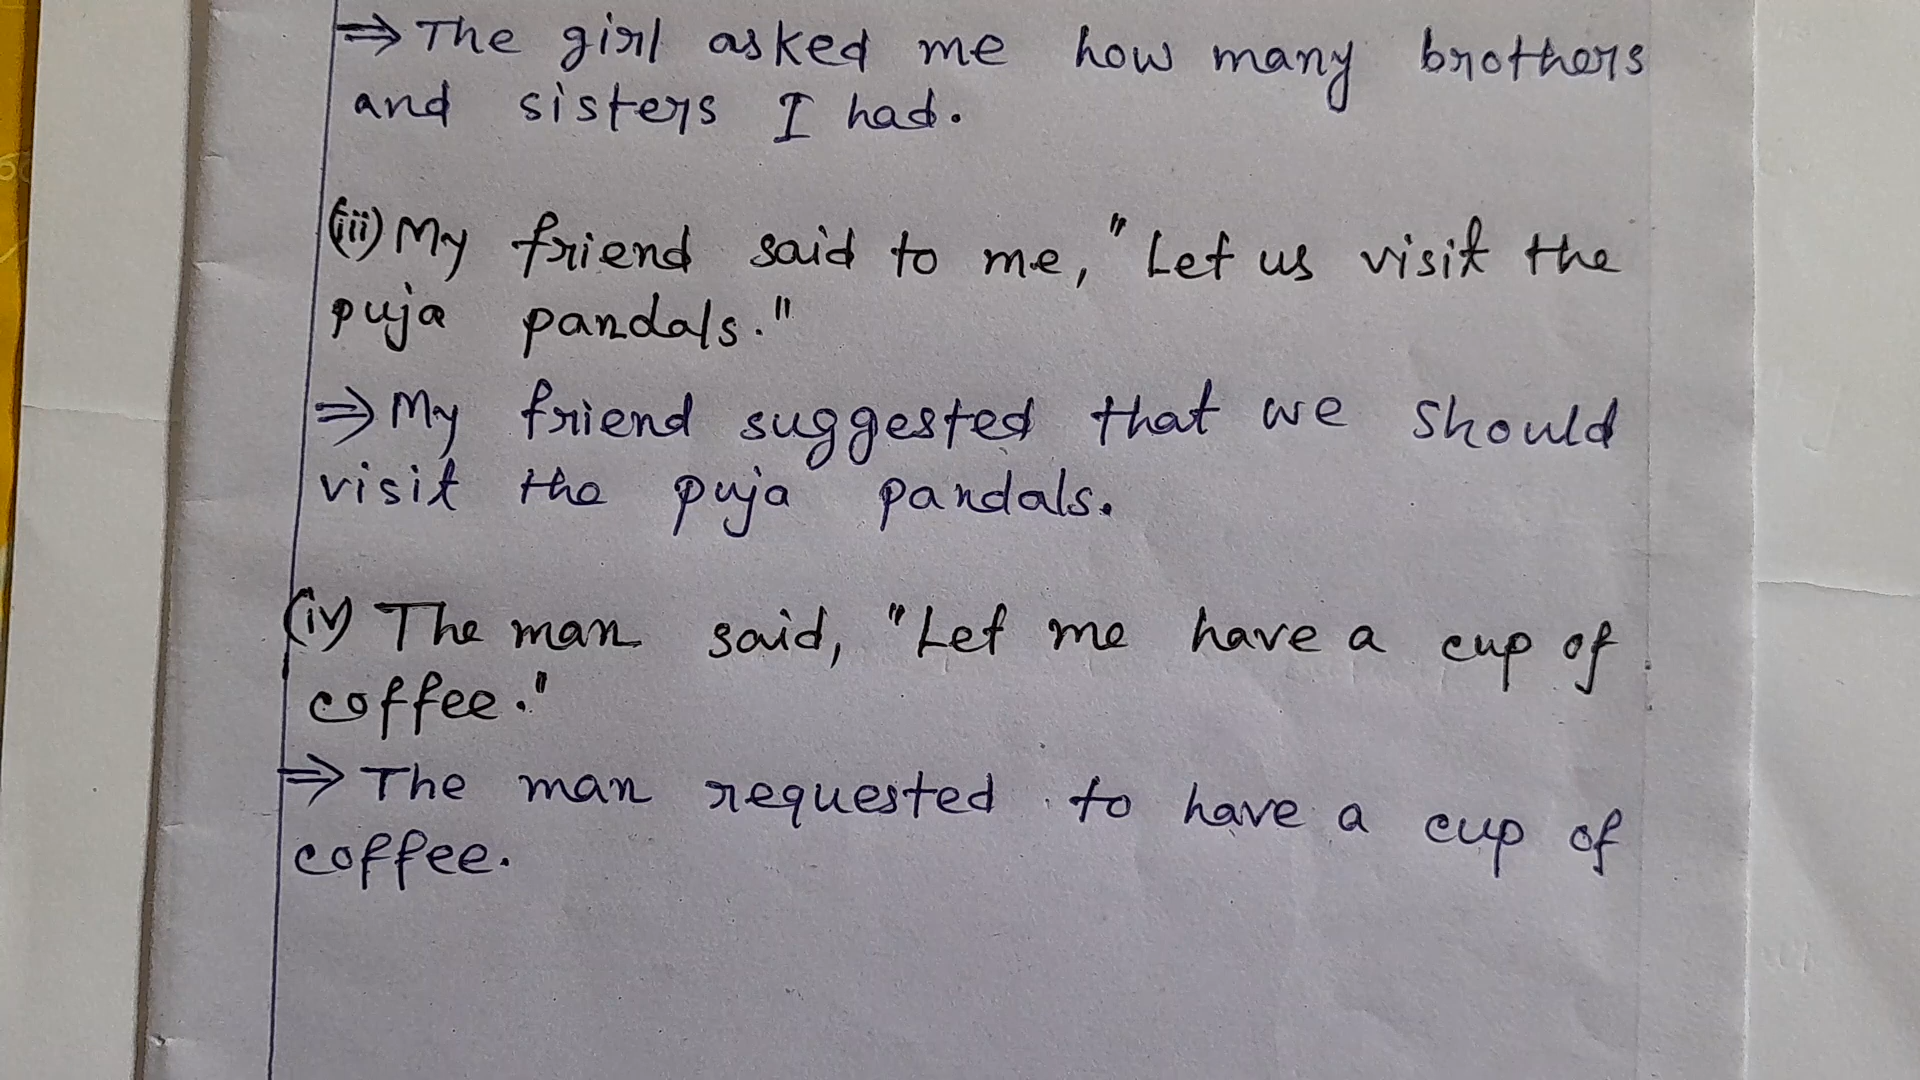 ⇒ The girl asked me how many brothers
and sisters I had.
(iii) My friend said to me, "Let us visit the
puja pandals."
⇒ My friend suggested that we should
visit the puja pandals.
(iv) The man said, "Let me have a cup of
coffee."
⇒ The man requested to have a cup of
coffee.